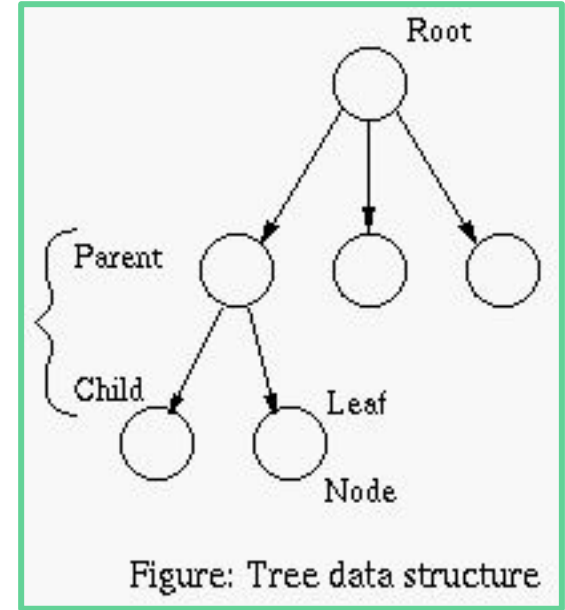 Root
Parent
Child
Leaf
Node
Figure: Tree data structure